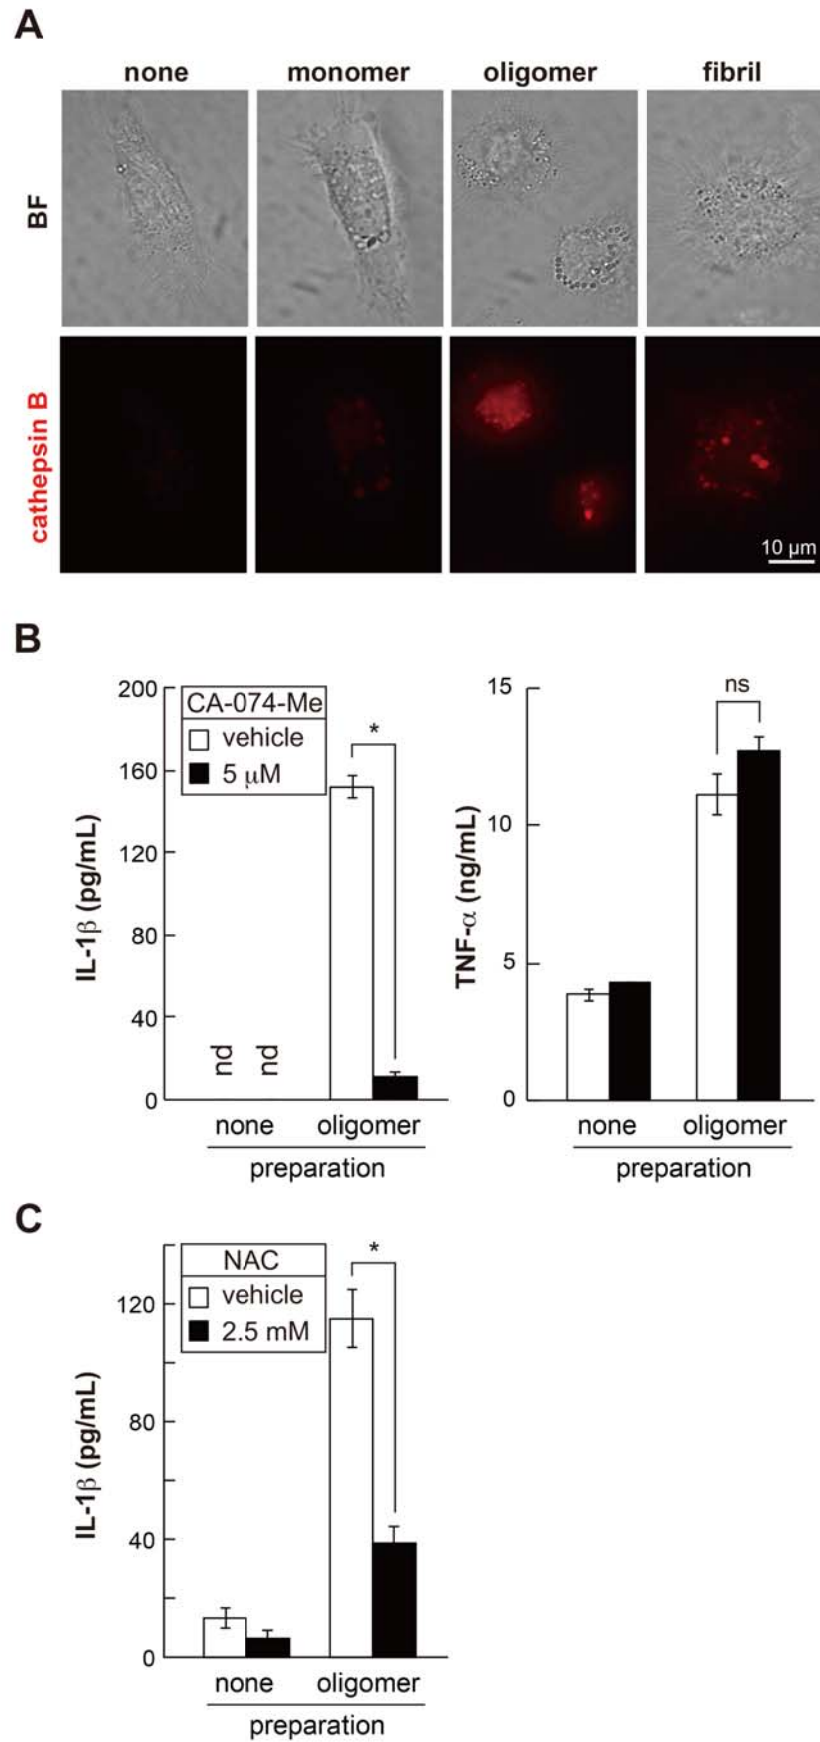 A
none monomer oligomer fibril
BF
cathepsin B
10 μm
B
200
160
120
80
40
0
IL-1β (pg/mL)
CA-074-Me
vehicle
5 μM
*
nd nd
none oligomer
preparation
15
10
5
0
TNF-α (ng/mL)
ns
none oligomer
preparation
C
120
80
40
0
IL-1β (pg/mL)
NAC
vehicle
2.5 mM
*
none oligomer
preparation